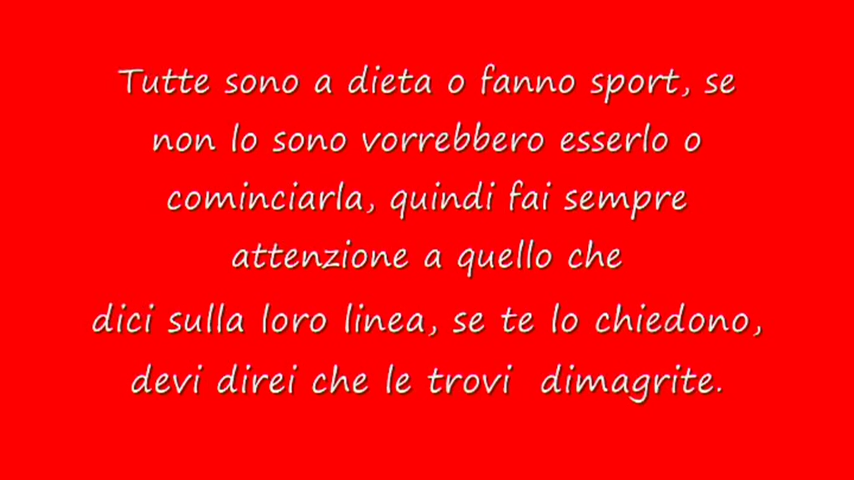 Tutte sono a dieta o fanno sport, se
non lo sono vorrebbero esserlo o
cominciarla, quindi fai sempre
attenzione a quello che
dici sulla loro linea, se te lo chiedono,
devi direi che le trovi dimagrite.